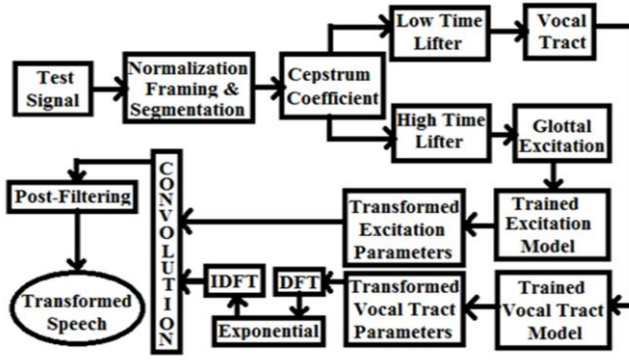 Test
Signal
Normalization
Framing &
Segmentation
Cepstrum
Coefficient
Low Time
Lifter
Vocal
Tract
High Time
Lifter
Glottal
Excitation
Post-Filtering
Transformed
Speech
CONVOLUTION
Transformed
Excitation
Parameters
Trained
Excitation
Model
IDFT
DFT
Exponential
Transformed
Vocal Tract
Parameters
Trained
Vocal Tract
Model